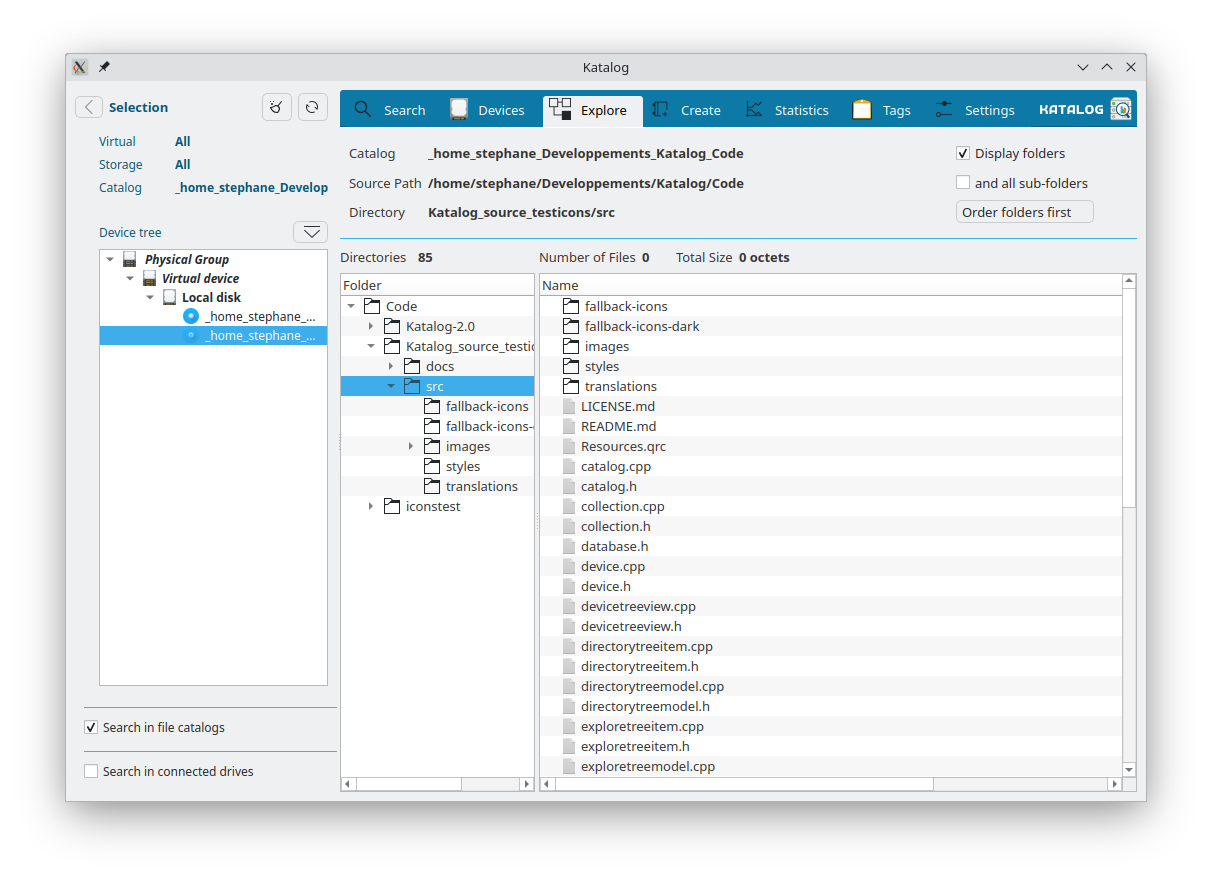 Katalog
Selection
Virtual All
Storage All
Catalog _home_stephane_Develop
Device tree
Physical Group
Virtual device
Local disk
_home_stephane_...
_home_stephane_...
Search in file catalogs
Search in connected drives
Search Devices Explore Create Statistics Tags Settings KATALOG
Catalog _home_stephane_Developpements_Katalog_Code
Display folders
Source Path /home/stephane/Developpements/Katalog/Code
and all sub-folders
Directory Katalog_source_testicons/src
Order folders first
Directories 85
Number of Files 0 Total Size 0 octets
Folder
Code
Katalog-2.0
Katalog_source_testic
docs
src
fallback-icons
fallback-icons-
images
styles
translations
iconstest
Name
fallback-icons
fallback-icons-dark
images
styles
translations
LICENSE.md
README.md
Resources.qrc
catalog.cpp
catalog.h
collection.cpp
collection.h
database.h
device.cpp
device.h
devicetreeview.cpp
devicetreeview.h
directorytreeitem.cpp
directorytreeitem.h
directorytreemodel.cpp
directorytreemodel.h
exploretreeitem.cpp
exploretreeitem.h
exploretreemodel.cpp